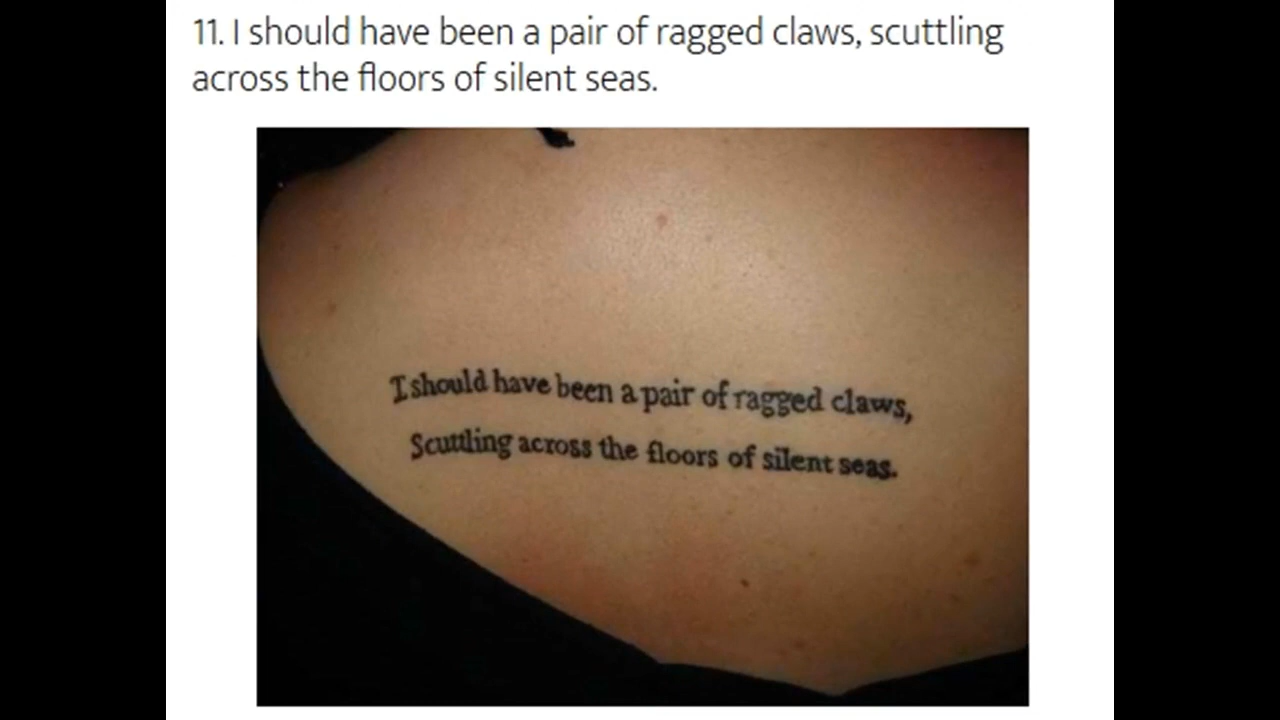 11. I should have been a pair of ragged claws, scuttling
across the floors of silent seas.
I should have been a pair of ragged claws,
Scuttling across the floors of silent seas.